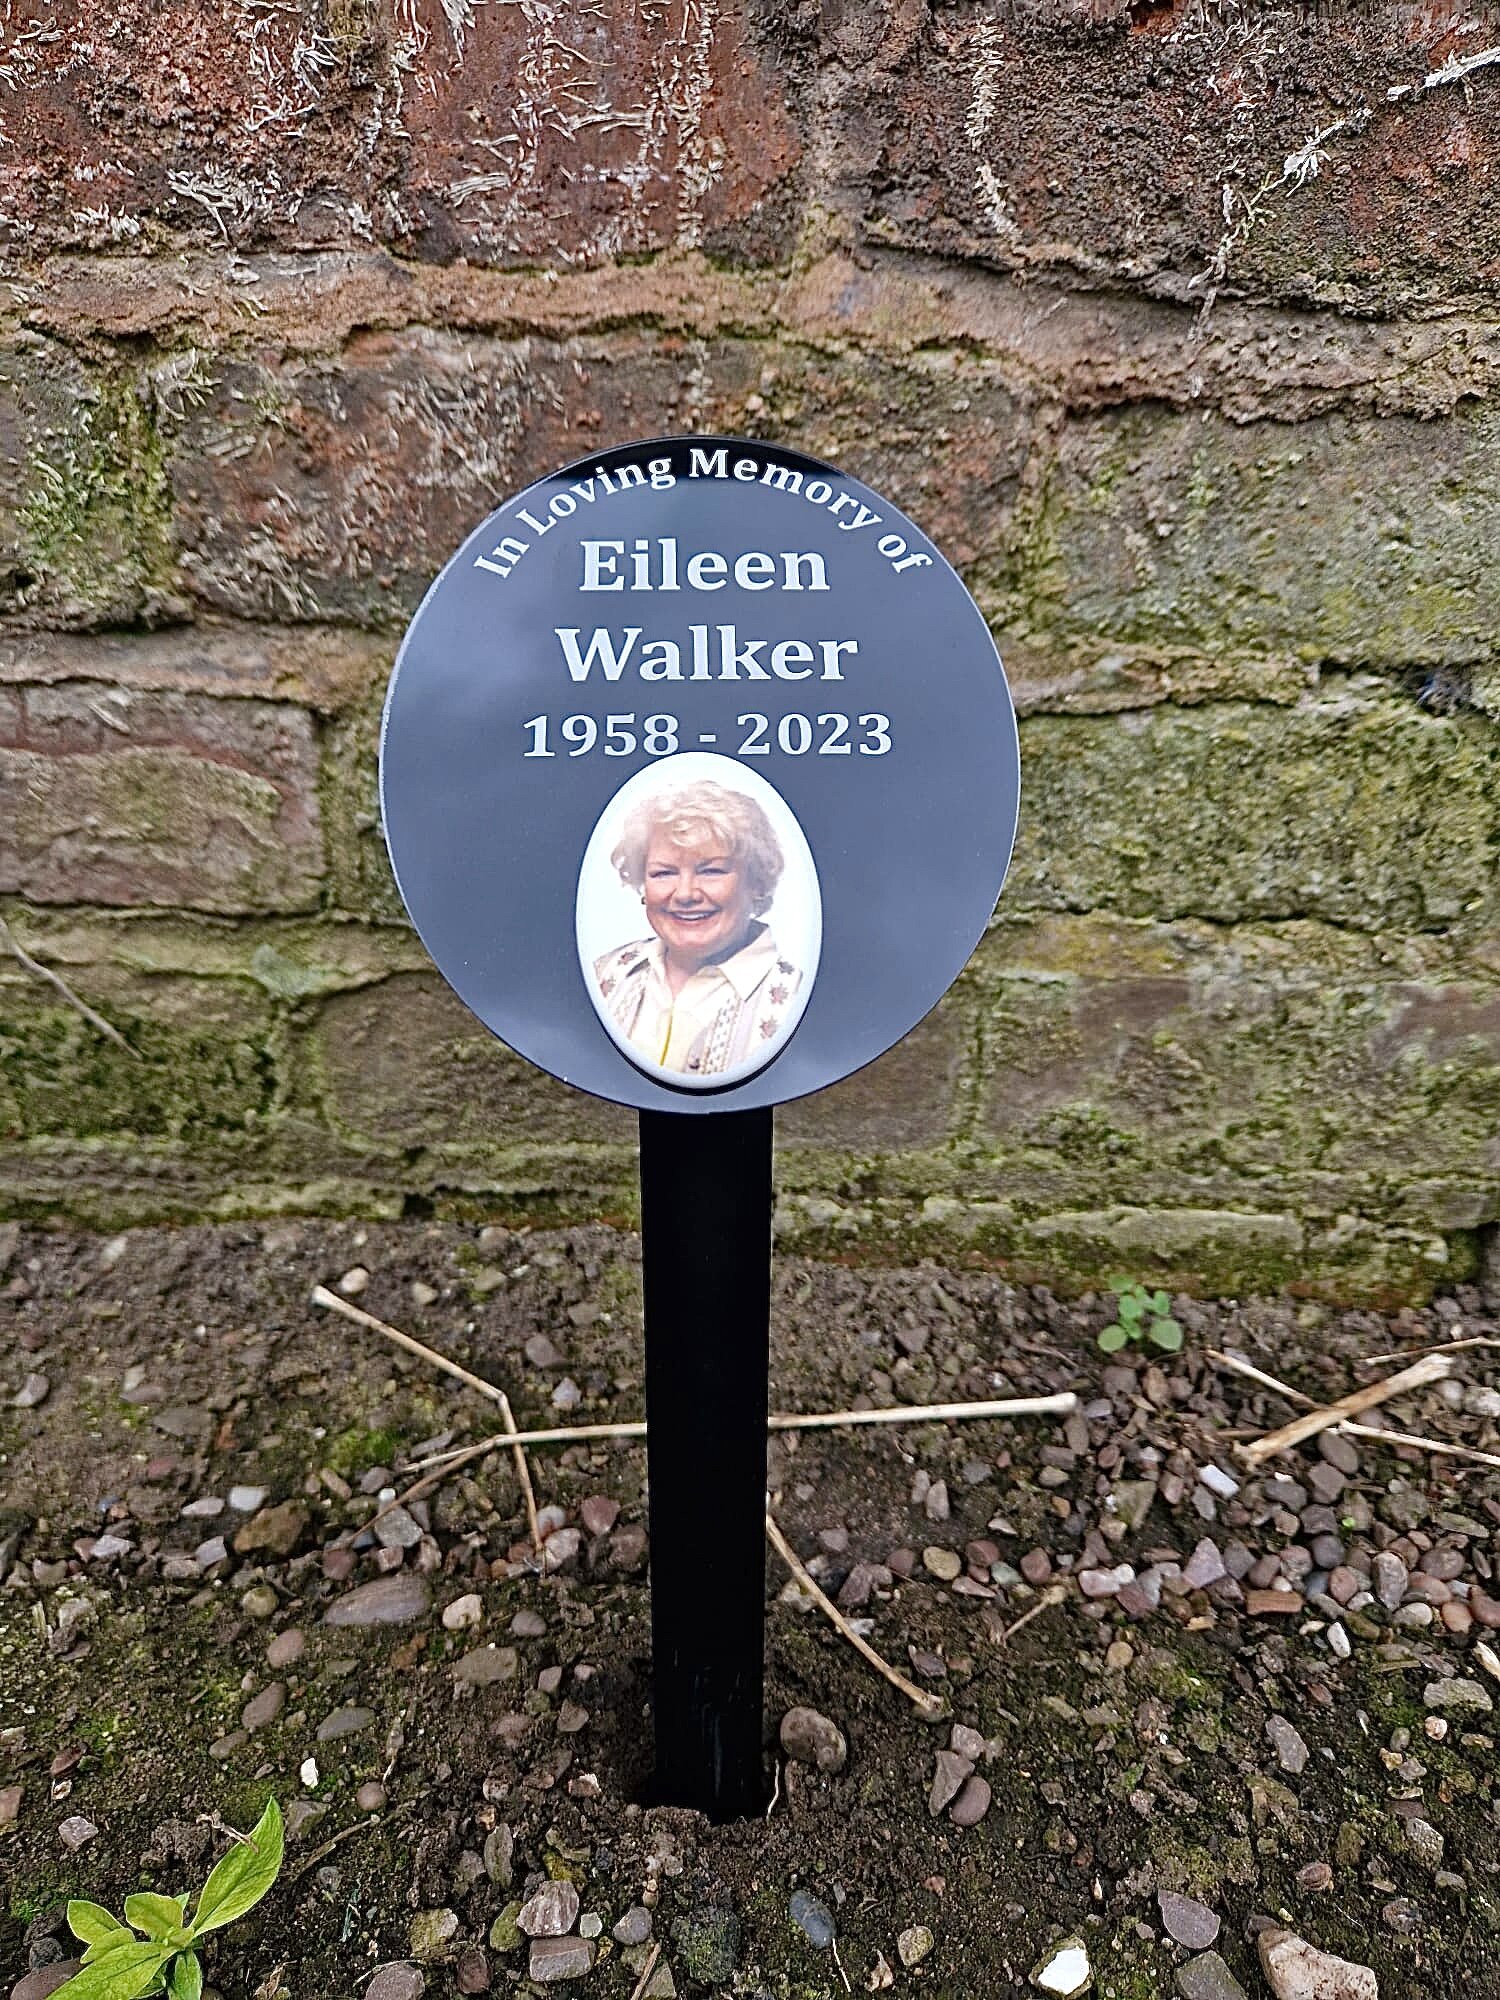 In Loving Memory of
Eileen
Walker
1958 - 2023